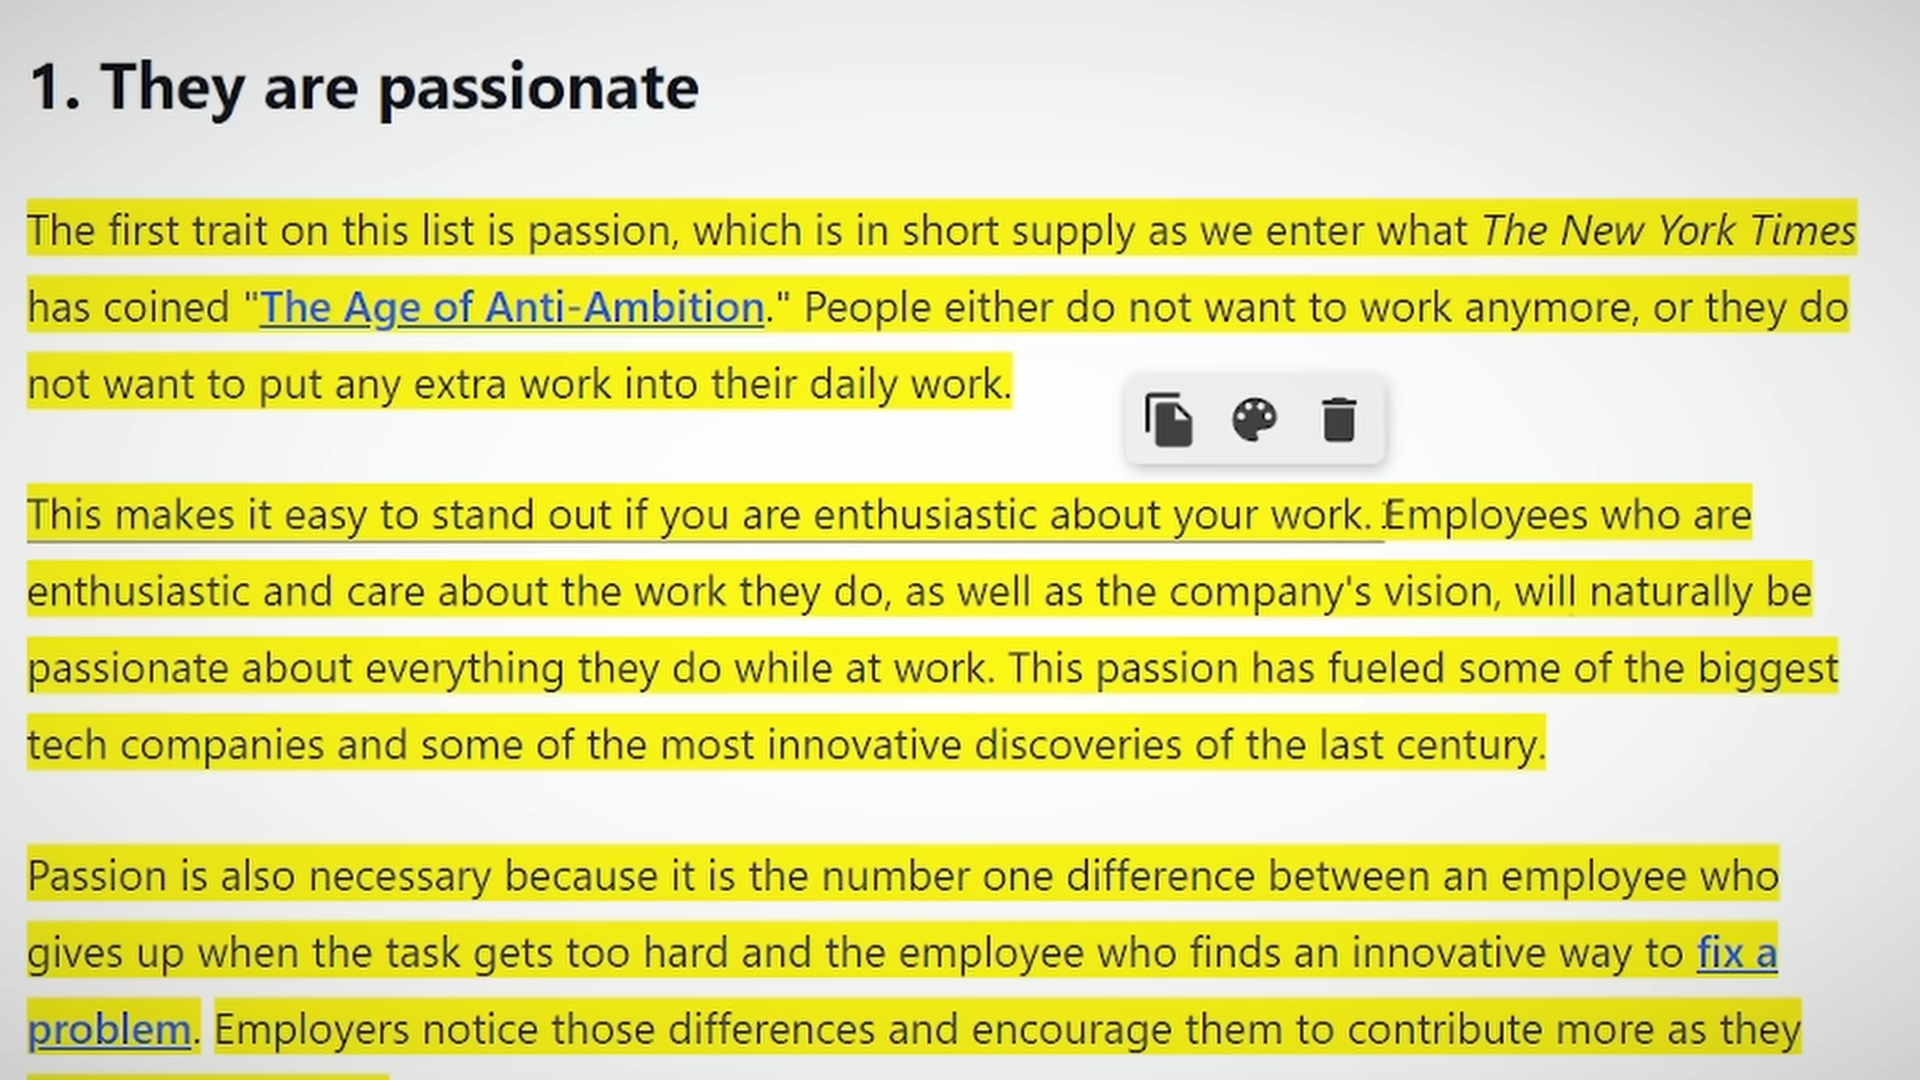 1. They are passionate
The first trait on this list is passion, which is in short supply as we enter what The New York Times
has coined "The Age of Anti-Ambition." People either do not want to work anymore, or they do
not want to put any extra work into their daily work.
This makes it easy to stand out if you are enthusiastic about your work. Employees who are
enthusiastic and care about the work they do, as well as the company's vision, will naturally be
passionate about everything they do while at work. This passion has fueled some of the biggest
tech companies and some of the most innovative discoveries of the last century.
Passion is also necessary because it is the number one difference between an employee who
gives up when the task gets too hard and the employee who finds an innovative way to fix a
problem. Employers notice those differences and encourage them to contribute more as they